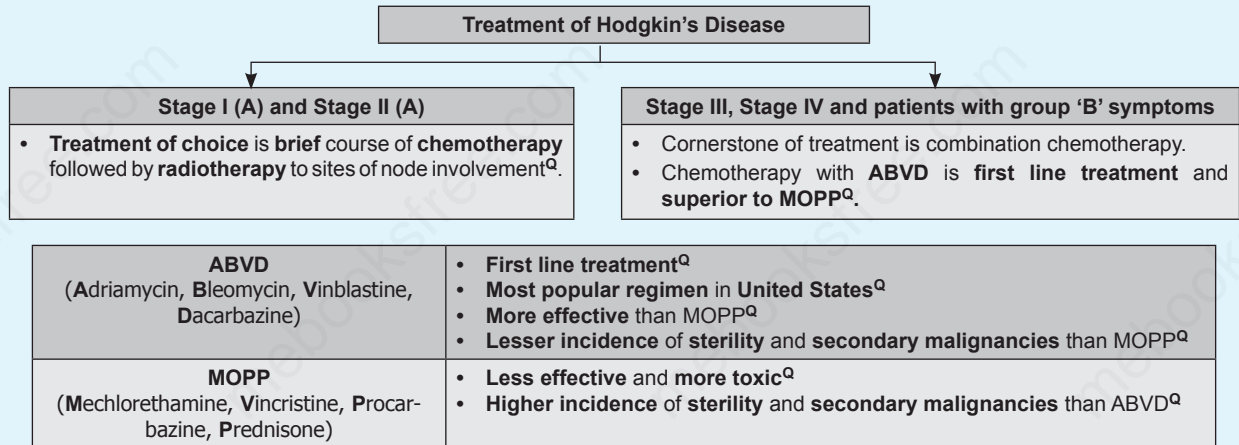 Treatment of Hodgkin's Disease
Stage I (A) and Stage II (A)
• Treatment of choice is brief course of chemotherapy
followed by radiotherapy to sites of node involvementQ.
Stage III, Stage IV and patients with group 'B' symptoms
• Cornerstone of treatment is combination chemotherapy.
• Chemotherapy with ABVD is first line treatment and
superior to MOPPQ.
ABVD
(Adriamycin, Bleomycin, Vinblastine,
Dacarbazine)
• First line treatmentQ
• Most popular regimen in United StatesQ
• More effective than MOPPQ
• Lesser incidence of sterility and secondary malignancies than MOPPQ
MOPP
(Mechlorethamine, Vincristine, Procar-
bazine, Prednisone)
• Less effective and more toxicQ
• Higher incidence of sterility and secondary malignancies than ABVDQ